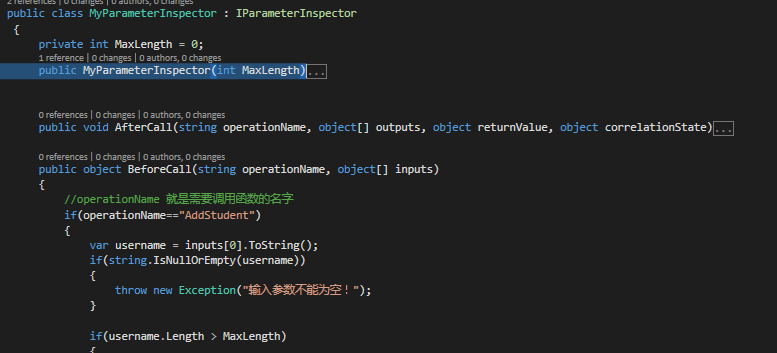 2 references | 0 changes | 0 authors, 0 changes
public class MyParameterInspector : IParameterInspector
{
private int MaxLength = 0;
1 reference | 0 changes | 0 authors, 0 changes
public MyParameterInspector(int MaxLength)...
0 references | 0 changes | 0 authors, 0 changes
public void AfterCall(string operationName, object[] outputs, object returnValue, object correlationState)...
0 references | 0 changes | 0 authors, 0 changes
public object BeforeCall(string operationName, object[] inputs)
{
//operationName 就是需要调用函数的名字
if(operationName=="AddStudent")
{
var username = inputs[0].ToString();
if(string.IsNullOrEmpty(username))
{
throw new Exception("输入参数不能为空！");
}
if(username.Length > MaxLength)
{